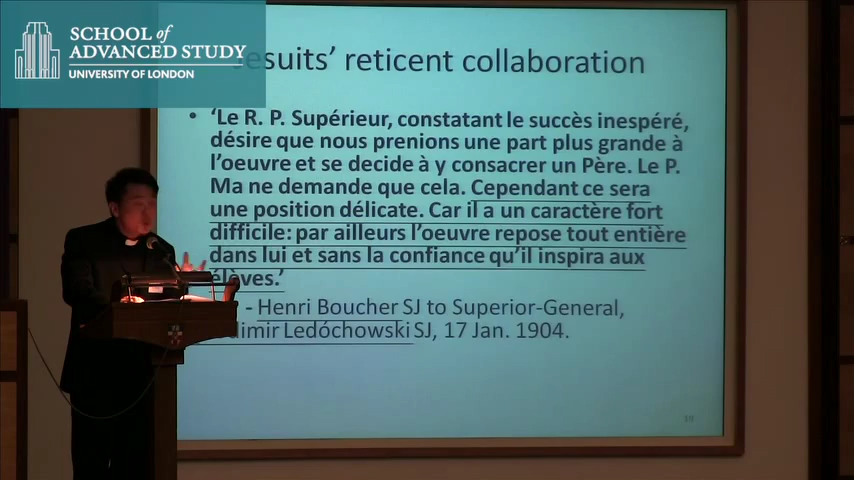 SCHOOL of
ADVANCED STUDY
UNIVERSITY OF LONDON
esuits’ reticent collaboration
• ‘Le R. P. Supérieur, constatant le succès inespéré,
désire que nous prenions une part plus grande à
l’oeuvre et se decide à y consacrer un Père. Le P.
Ma ne demande que cela. Cependant ce sera
une position délicate. Car il a un caractère fort
difficile: par ailleurs l’oeuvre repose tout entière
dans lui et sans la confiance qu’il inspira aux
élèves.’
- Henri Boucher SJ to Superior-General,
dimir Ledóchowski SJ, 17 Jan. 1904.
19